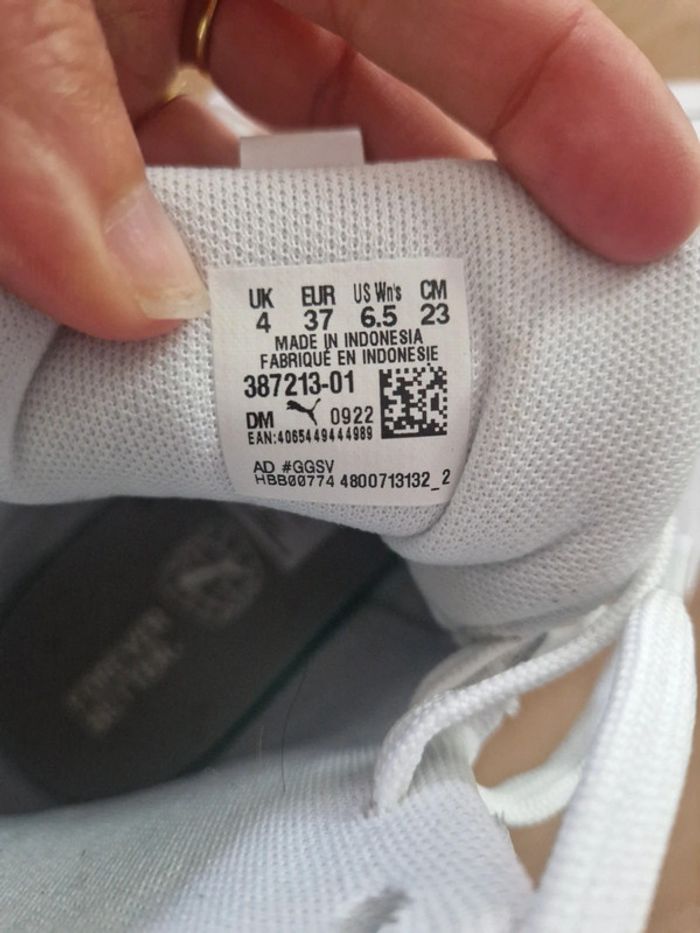 UK EUR US Wn's CM
4 37 6.5 23
MADE IN INDONESIA
FABRIQUÉ EN INDONESIE
387213-01
DM 0922
EAN:4065449444989
AD #GGSV
HBB00774 4800713132_2